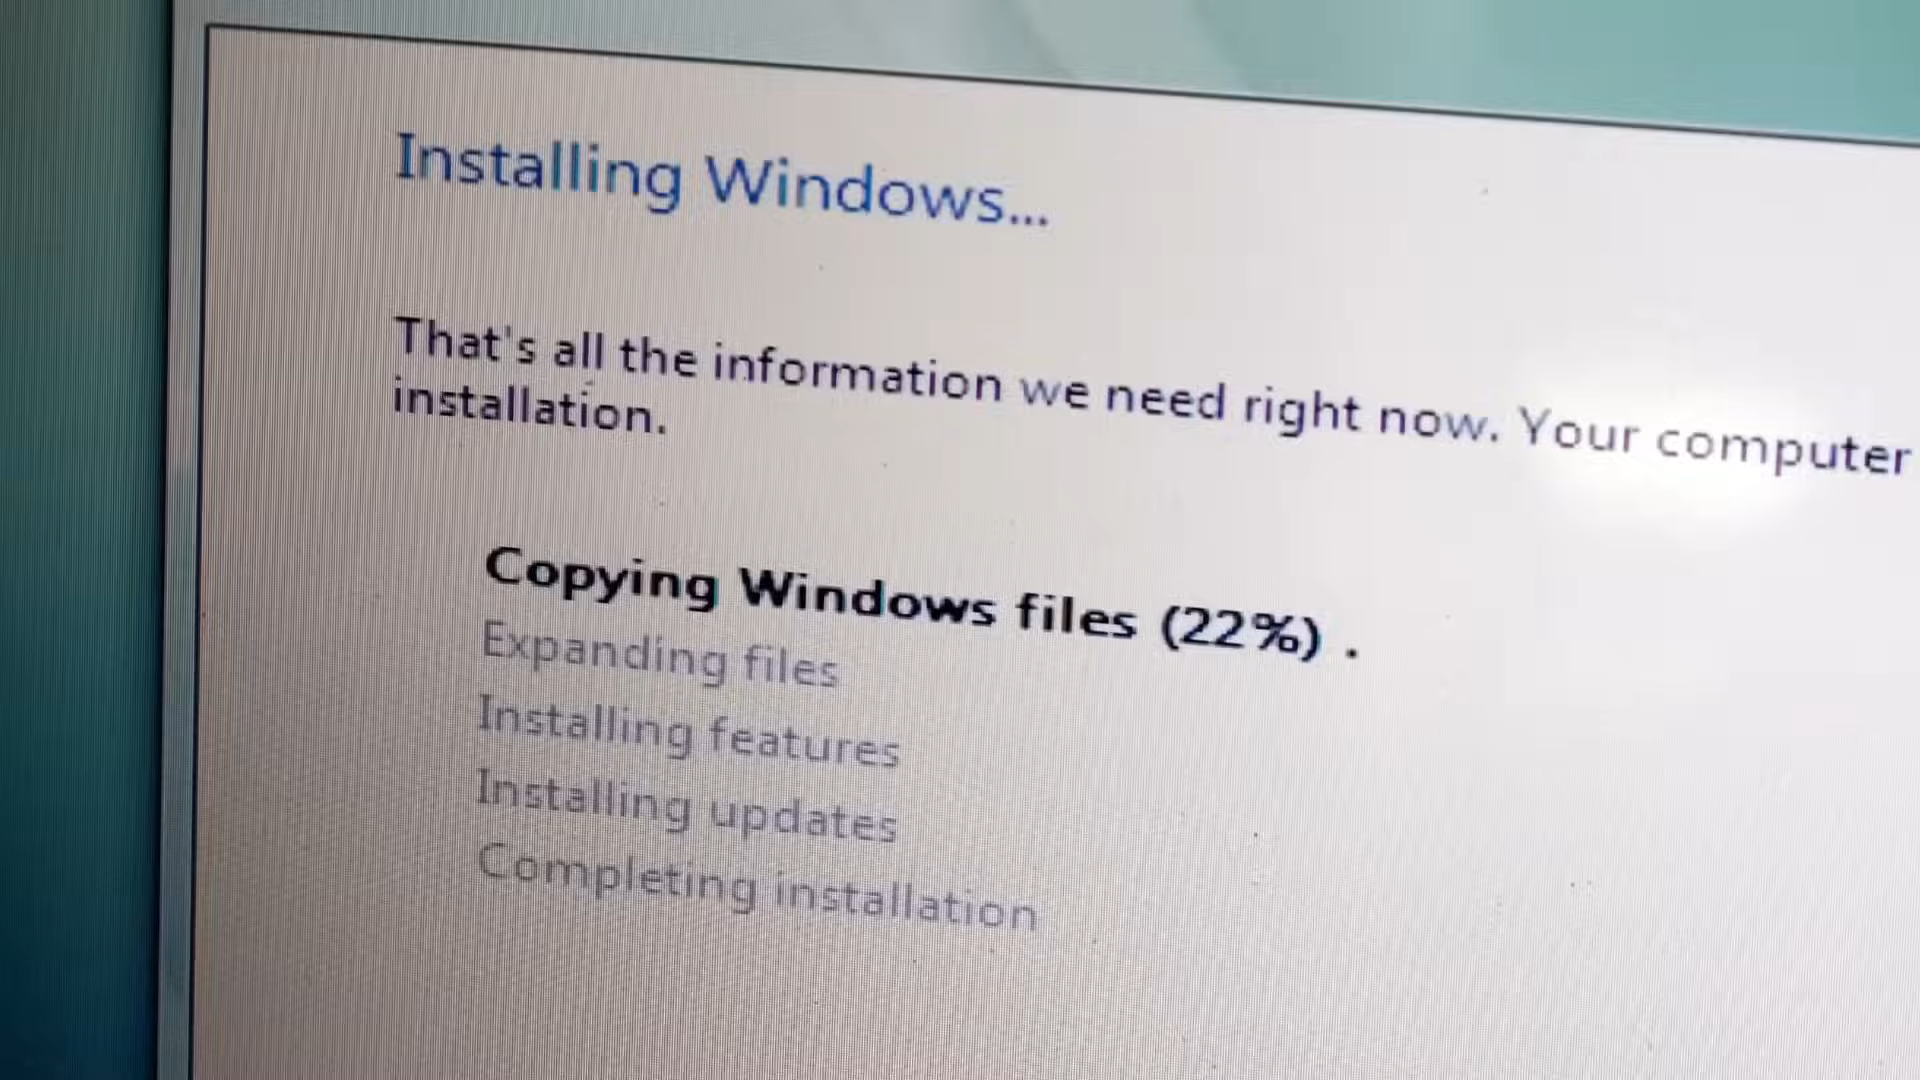 Installing Windows...
That's all the information we need right now. Your computer
installation.
Copying Windows files (22%) .
Expanding files
Installing features
Installing updates
Completing installation